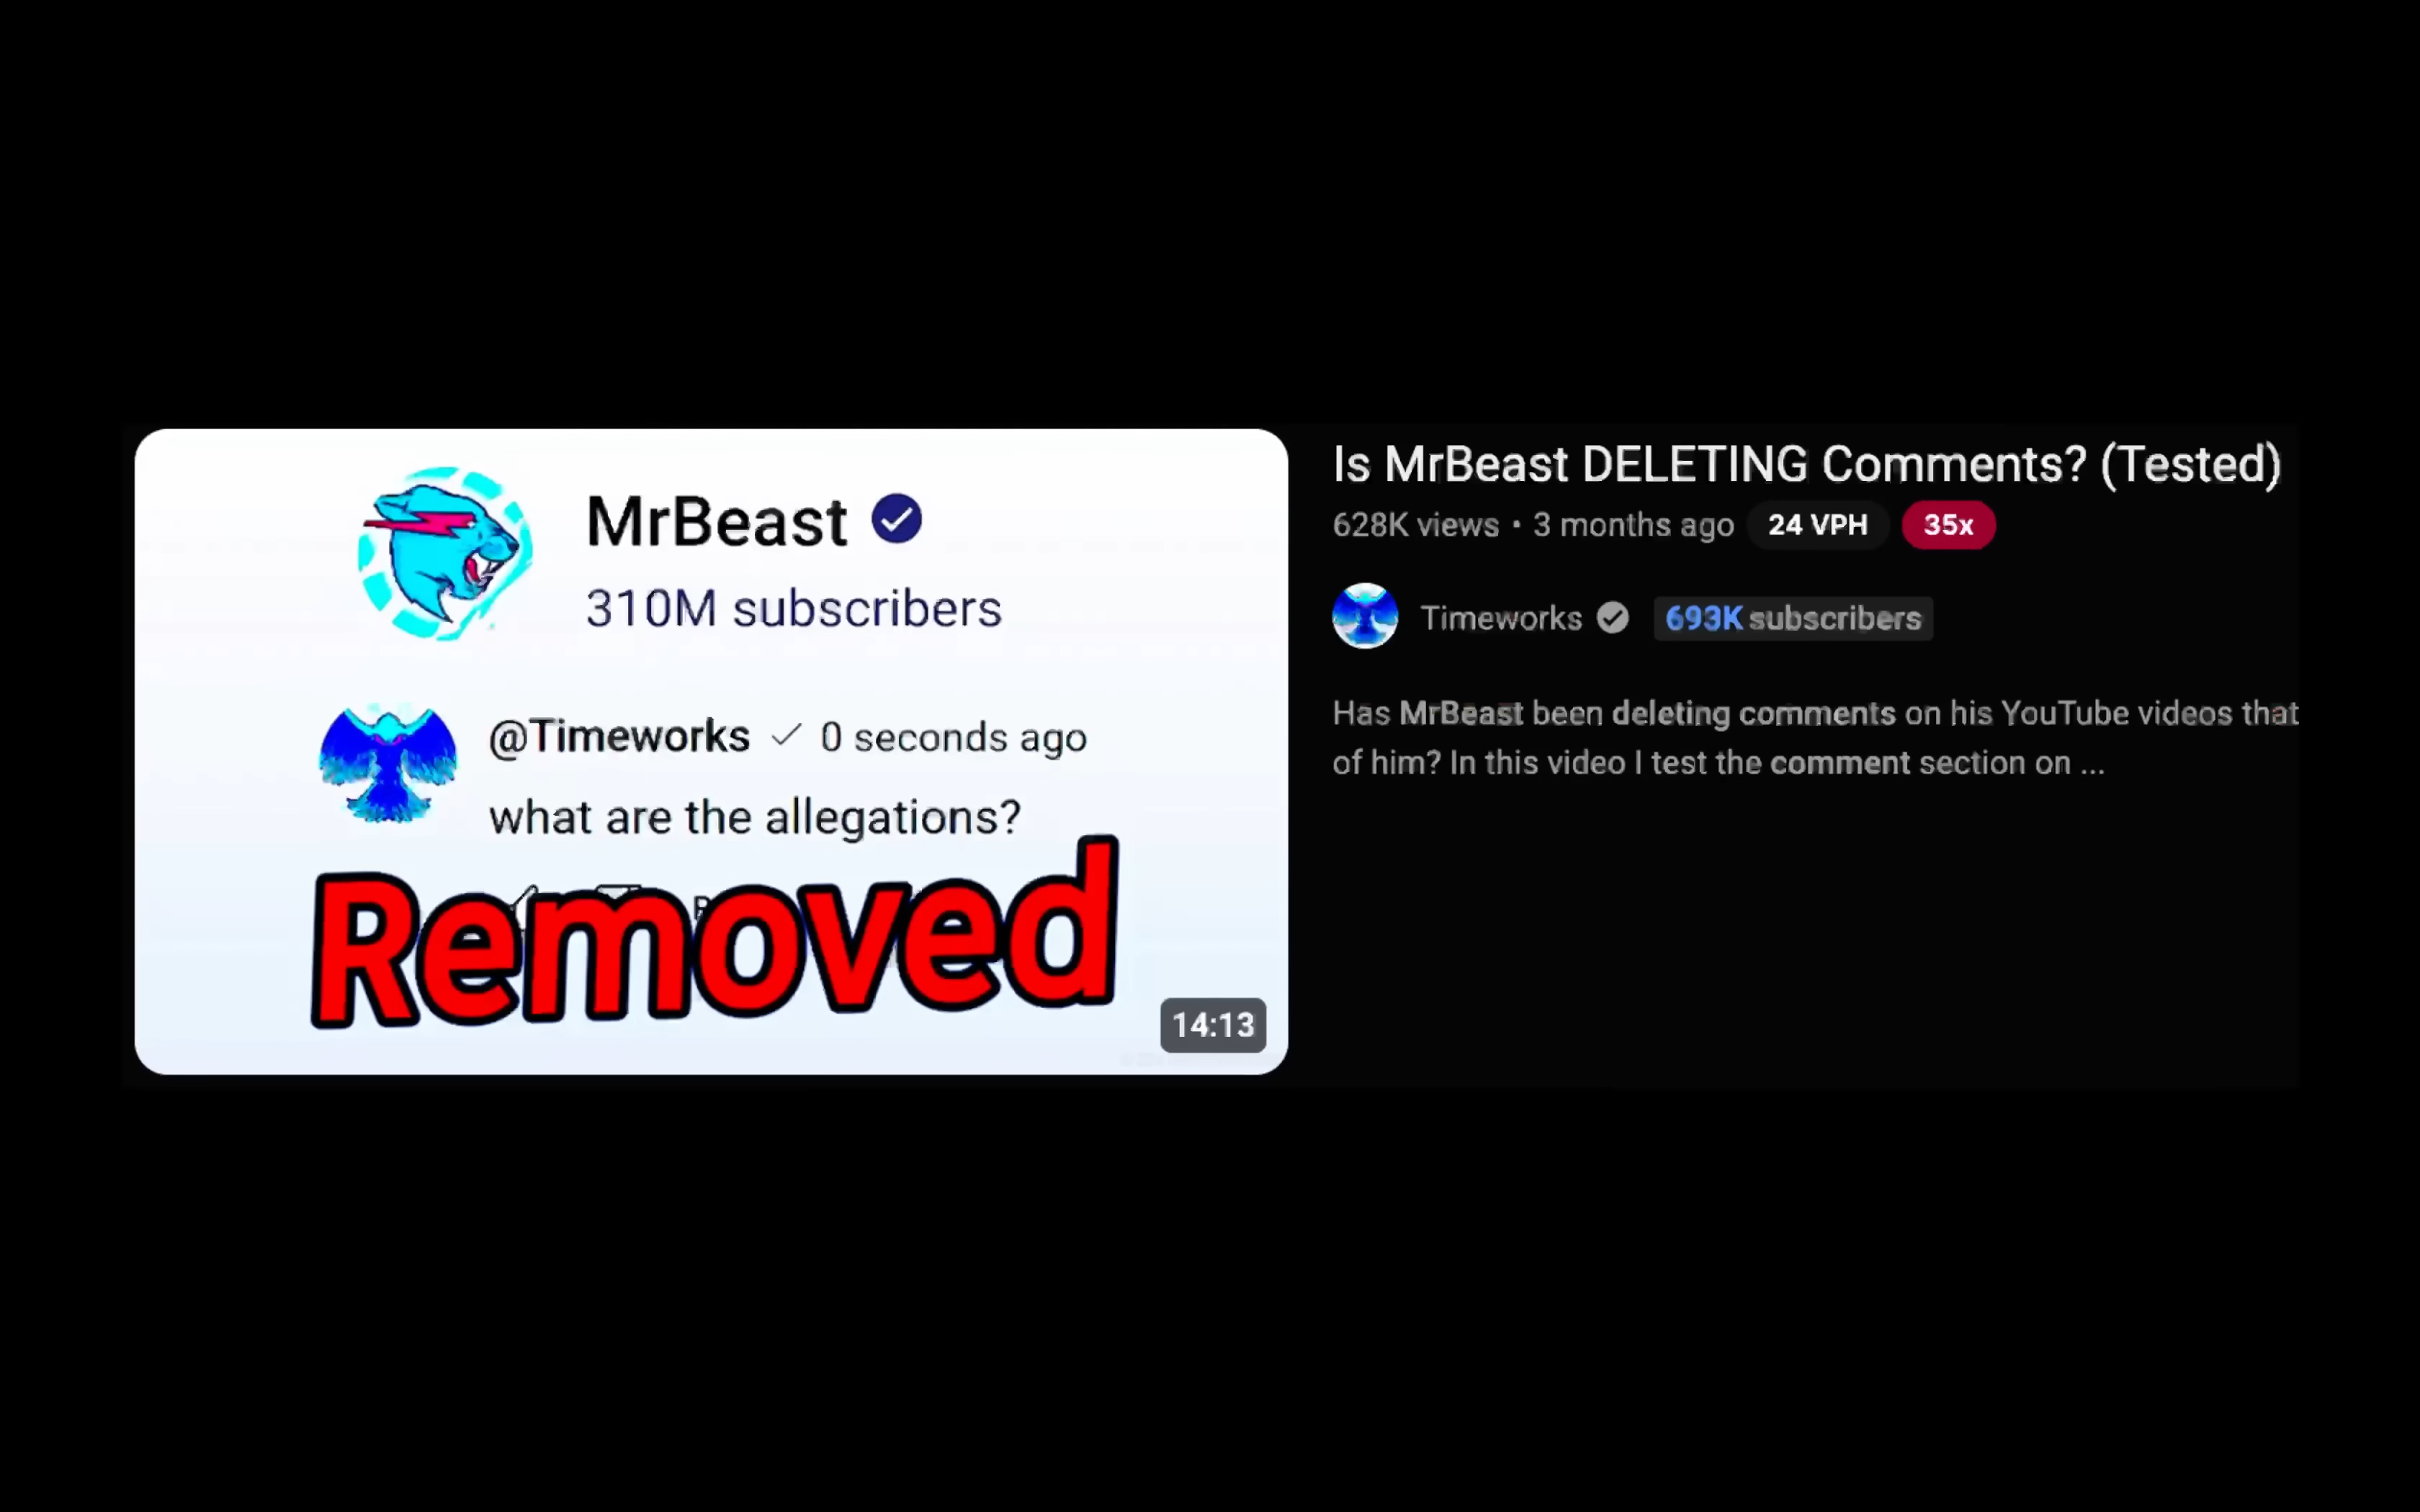 MrBeast
310M subscribers
@Timeworks 0 seconds ago
what are the allegations?
Removed
14:13
Is MrBeast DELETING Comments? (Tested)
628K views • 3 months ago 24 VPH 35x
Timeworks 693K subscribers
Has MrBeast been deleting comments on his YouTube videos that
of him? In this video I test the comment section on ...